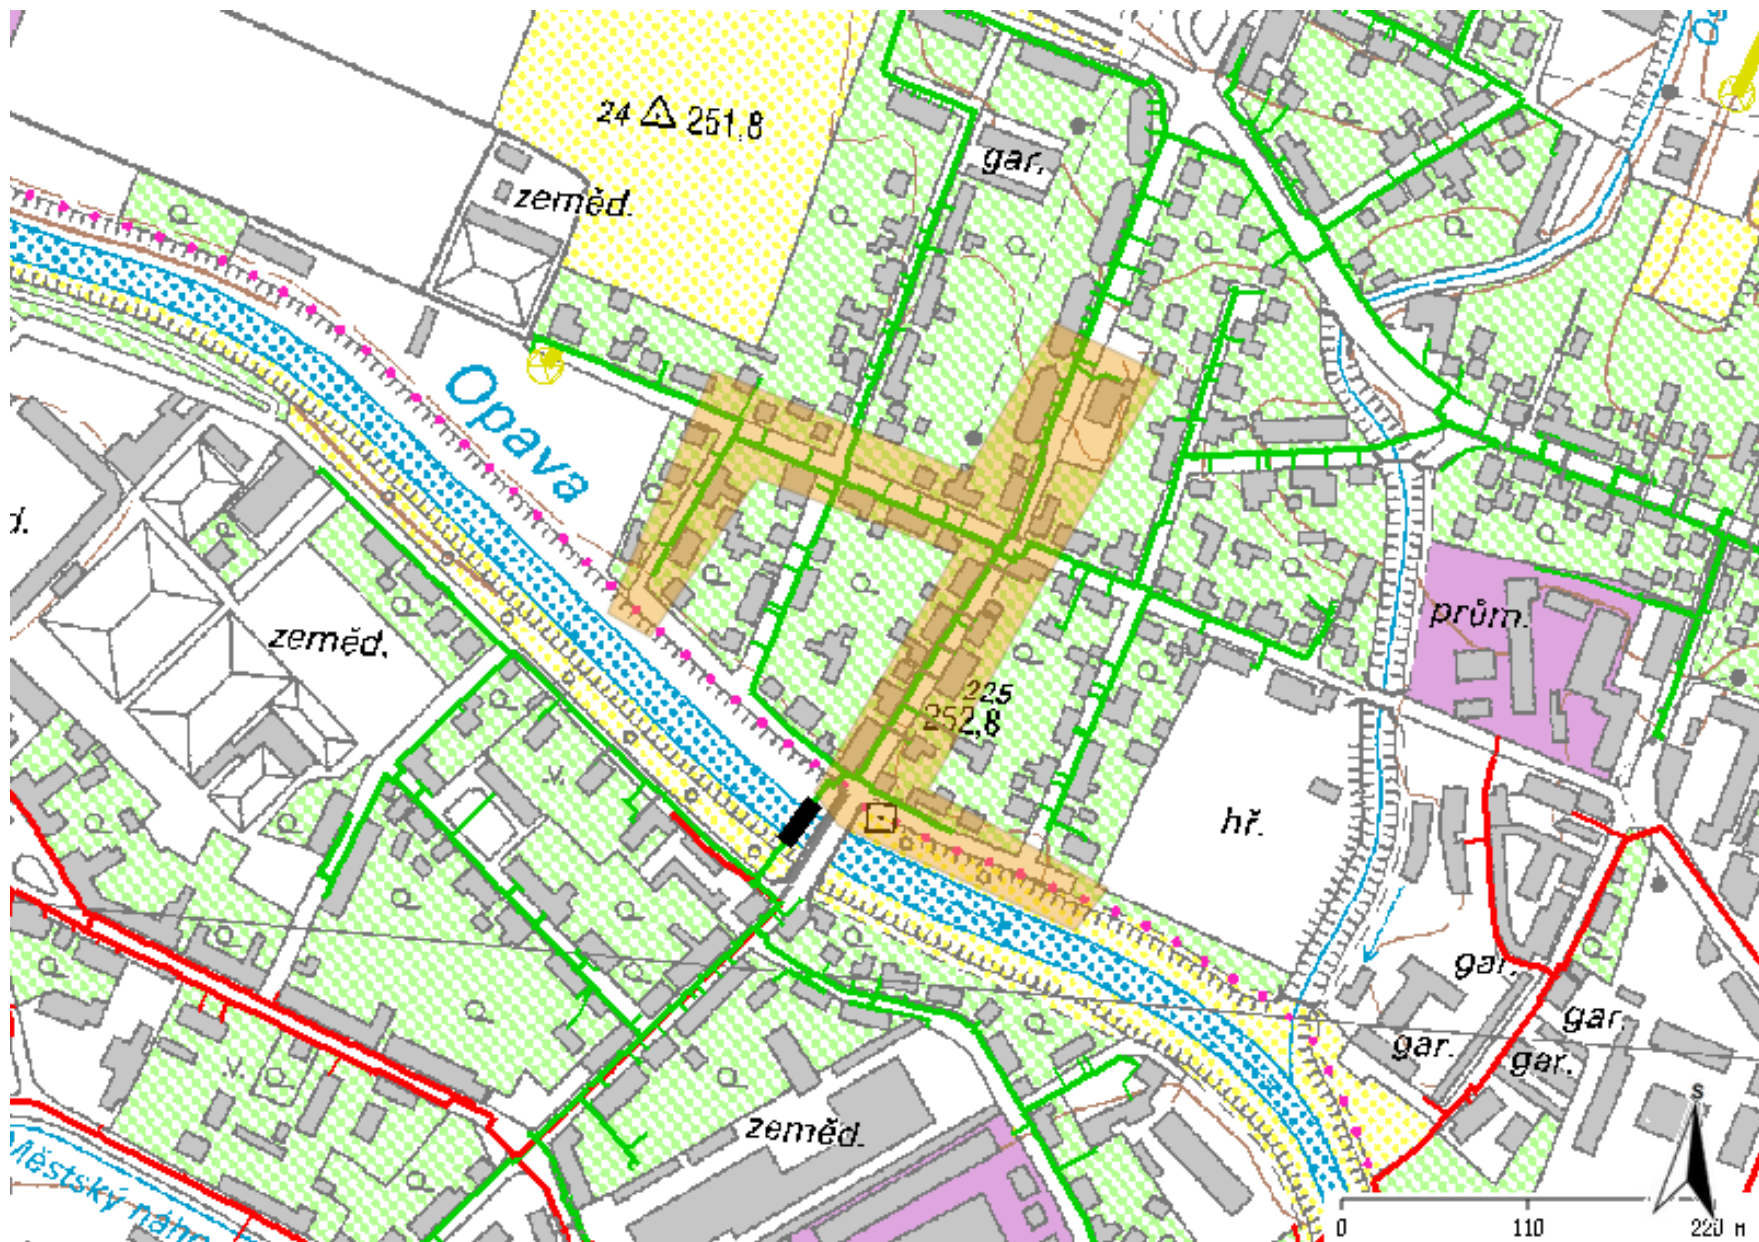 24 251,8
gar.
zeměd.
Opava
d.
prům.
zeměd.
225
252,8
hř.
v.
gar.
gar.
gar.
gar.
v.
zeměd.
Městský náho
S
0 110 220 M